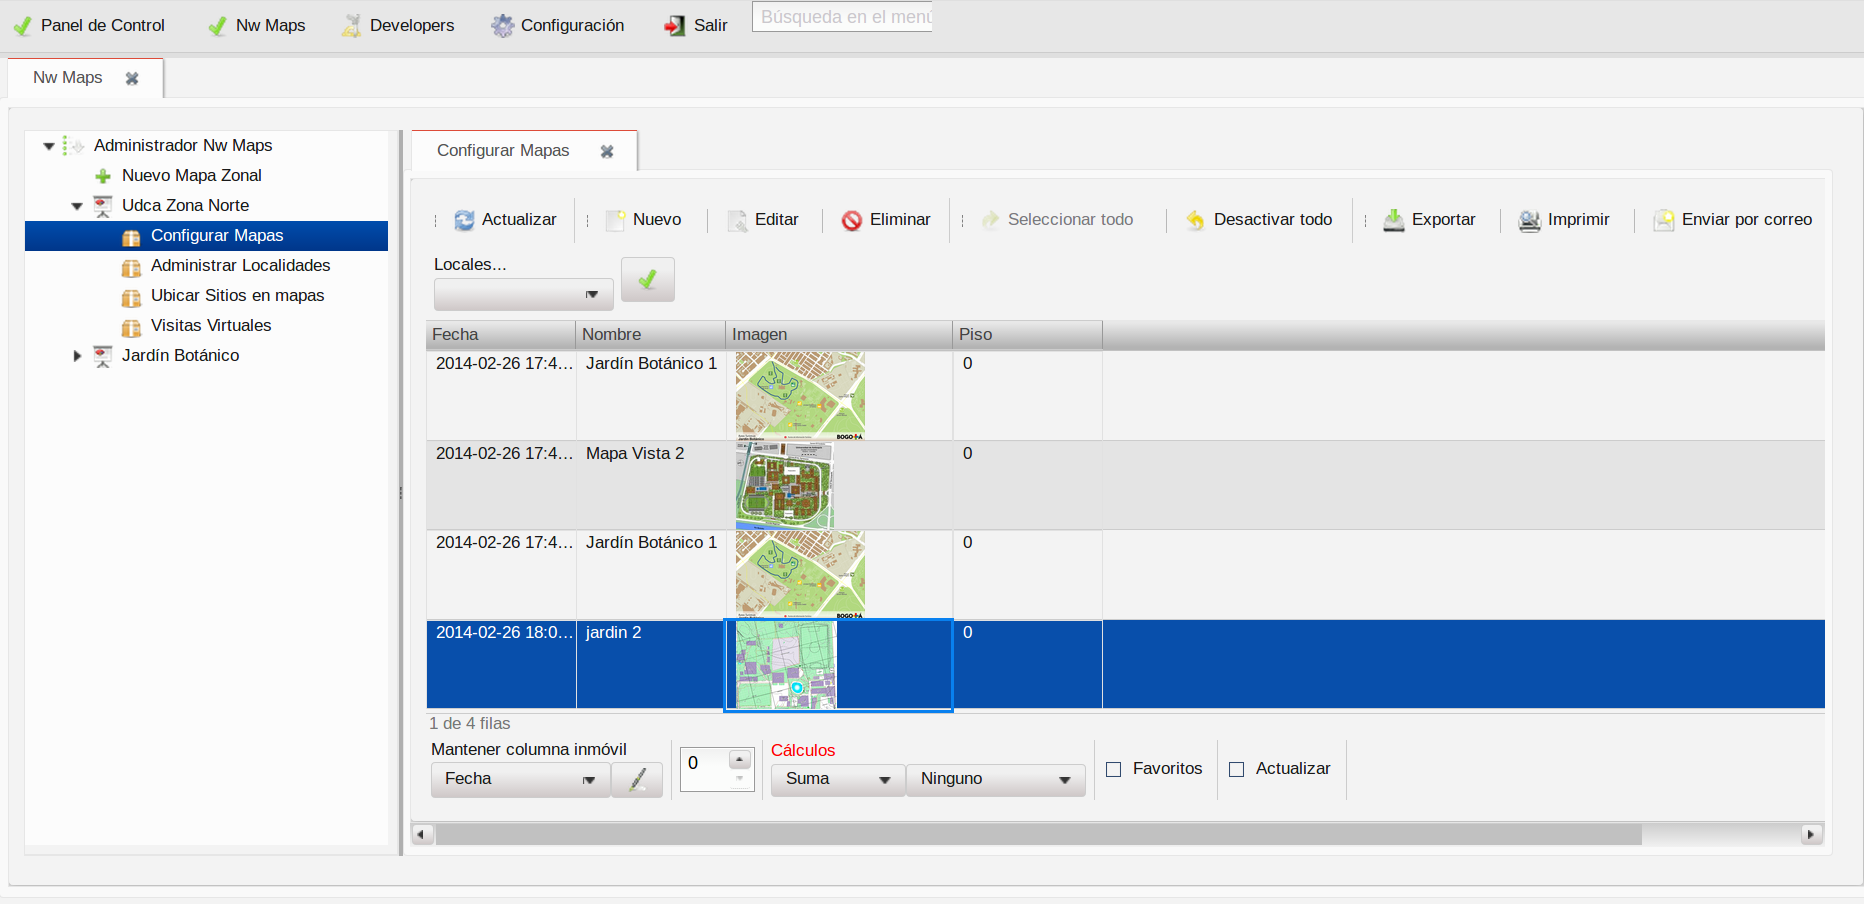 Panel de Control Nw Maps Developers Configuración Salir Búsqueda en el menú
Nw Maps
Administrador Nw Maps
Nuevo Mapa Zonal
Udca Zona Norte
Configurar Mapas
Administrar Localidades
Ubicar Sitios en mapas
Visitas Virtuales
Jardín Botánico
Configurar Mapas
Actualizar Nuevo Editar Eliminar Seleccionar todo Desactivar todo Exportar Imprimir Enviar por correo
Locales...
Fecha Nombre Imagen Piso
2014-02-26 17:4... Jardín Botánico 1 0
BOGO
2014-02-26 17:4... Mapa Vista 2 0
2014-02-26 17:4... Jardín Botánico 1 0
BOGO
2014-02-26 18:0... jardin 2 0
1 de 4 filas
Mantener columna inmóvil
Fecha
0
Cálculos
Suma Ninguno
Favoritos Actualizar